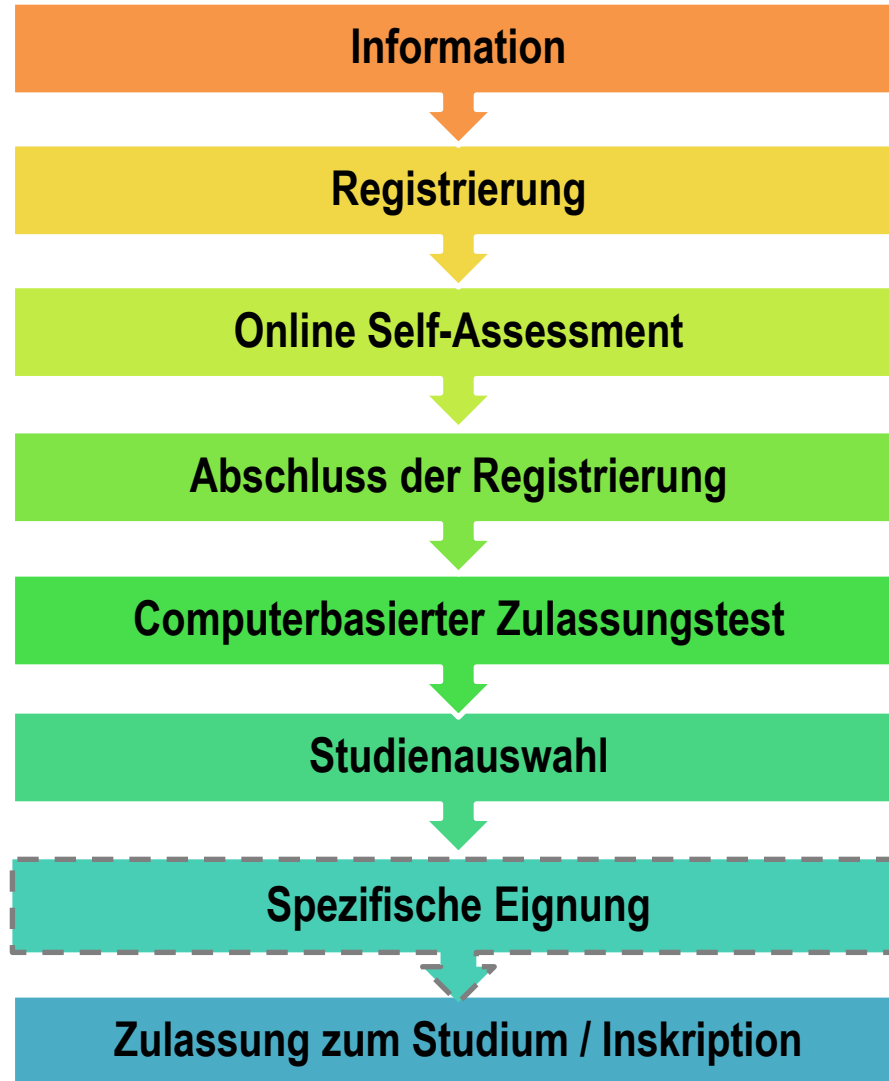 Information
Registrierung
Online Self-Assessment
Abschluss der Registrierung
Computerbasierter Zulassungstest
Studienauswahl
Spezifische Eignung
Zulassung zum Studium / Inskription